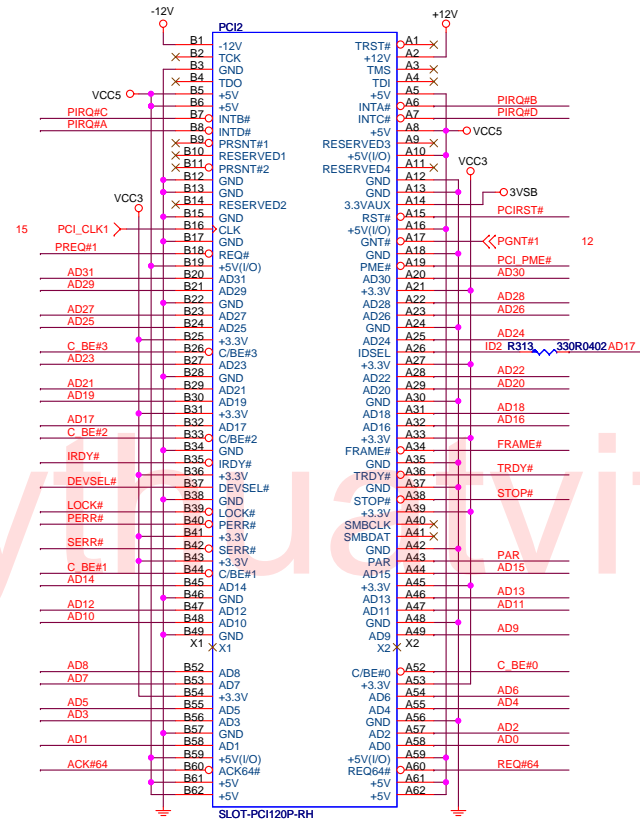 -12V +12V
PCI2
B1 -12V TRST# A1
B2 TCK +12V A2
B3 GND TMS A3
B4 TDO TDI A4
VCC5 B5 +5V +5V A5
B6 +5V INTA# A6 PIRQ#B
PIRQ#C B7 INTB# INTC# A7 PIRQ#D
PIRQ#A B8 INTD# +5V A8 VCC5
B9 PRSNT#1 RESERVED3 A9
B10 RESERVED1 +5V(I/O) A10
B11 PRSNT#2 RESERVED4 A11 VCC3
B12 GND GND A12
B13 GND GND A13
VCC3 B14 RESERVED2 3.3VAUX A14 3VSB
B15 GND RST# A15 PCIRST#
15 PCI_CLK1 B16 CLK +5V(I/O) A16
B17 GND GNT# A17 PGNT#1 12
PREQ#1 B18 REQ# GND A18
B19 +5V(I/O) PME# A19 PCI_PME#
AD31 B20 AD31 AD30 A20 AD30
AD29 B21 AD29 +3.3V A21
B22 GND AD28 A22 AD28
AD27 B23 AD27 AD26 A23 AD26
AD25 B24 AD25 GND A24
B25 +3.3V AD24 A25 AD24
C_BE#3 B26 C/BE#3 IDSEL A26 ID2 R313 330R0402 AD17
AD23 B27 AD23 +3.3V A27
B28 GND AD22 A28 AD22
AD21 B29 AD21 AD20 A29 AD20
AD19 B30 AD19 GND A30
B31 +3.3V AD18 A31 AD18
AD17 B32 AD17 AD16 A32 AD16
C_BE#2 B33 C/BE#2 +3.3V A33
B34 GND FRAME# A34 FRAME#
IRDY# B35 IRDY# GND A35
B36 +3.3V TRDY# A36 TRDY#
DEVSEL# B37 DEVSEL# GND A37
B38 GND STOP# A38 STOP#
LOCK# B39 LOCK# +3.3V A39
PERR# B40 PERR# SMBCLK A40
B41 +3.3V SMBDAT A41
SERR# B42 SERR# GND A42
B43 +3.3V PAR A43 PAR
C_BE#1 B44 C/BE#1 AD15 A44 AD15
AD14 B45 AD14 +3.3V A45
B46 GND AD13 A46 AD13
AD12 B47 AD12 AD11 A47 AD11
AD10 B48 AD10 GND A48
B49 GND AD9 A49 AD9
X1 X1 X2 X2
AD8 B52 AD8 C/BE#0 A52 C_BE#0
AD7 B53 AD7 +3.3V A53
B54 +3.3V AD6 A54 AD6
AD5 B55 AD5 AD4 A55 AD4
AD3 B56 AD3 GND A56
B57 GND AD2 A57 AD2
AD1 B58 AD1 AD0 A58 AD0
B59 +5V(I/O) +5V(I/O) A59
ACK#64 B60 ACK64# REQ64# A60 REQ#64
B61 +5V +5V A61
B62 +5V +5V A62
SLOT-PCI120P-RH
ythuatvi